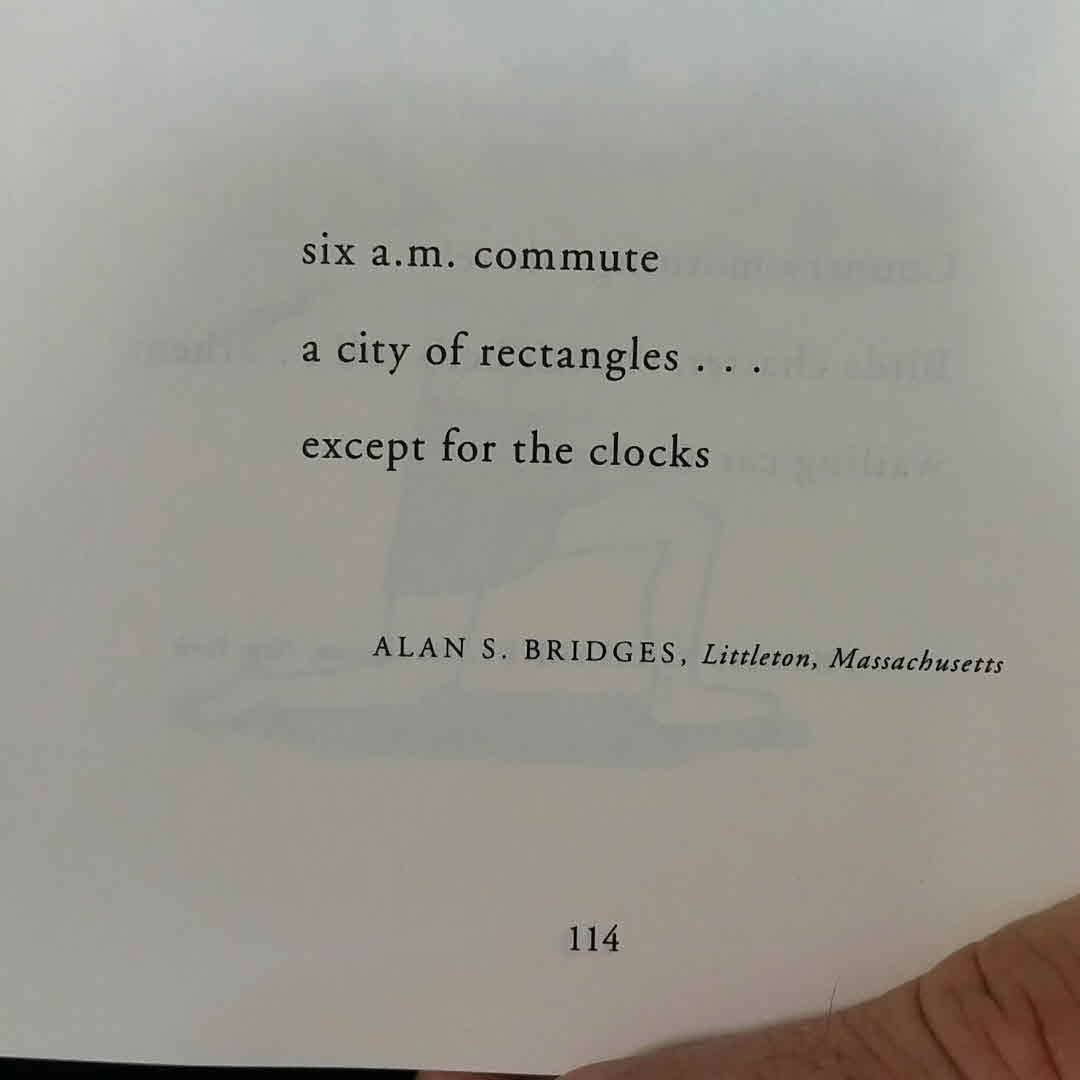 six a.m. commute
a city of rectangles . . .
except for the clocks
ALAN S. BRIDGES, Littleton, Massachusetts
114